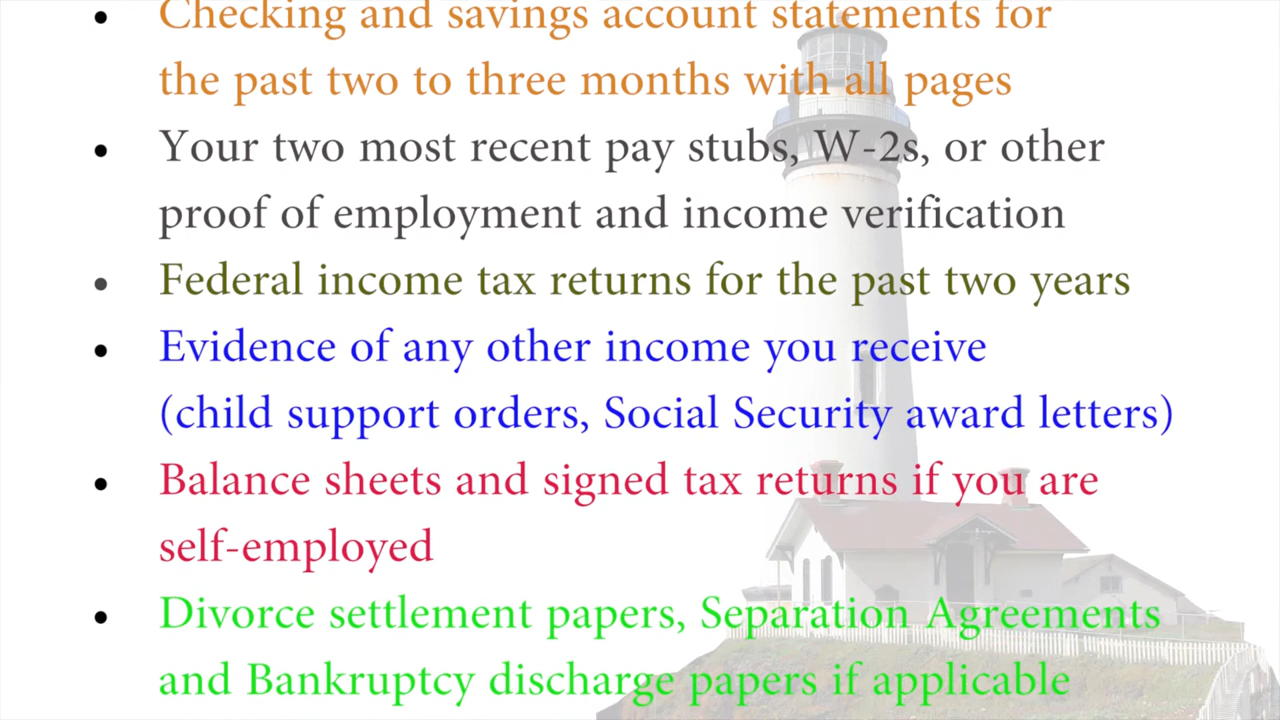 • Checking and savings account statements for
the past two to three months with all pages
• Your two most recent pay stubs, W-2s, or other
proof of employment and income verification
• Federal income tax returns for the past two years
• Evidence of any other income you receive
(child support orders, Social Security award letters)
• Balance sheets and signed tax returns if you are
self-employed
• Divorce settlement papers, Separation Agreements
and Bankruptcy discharge papers if applicable